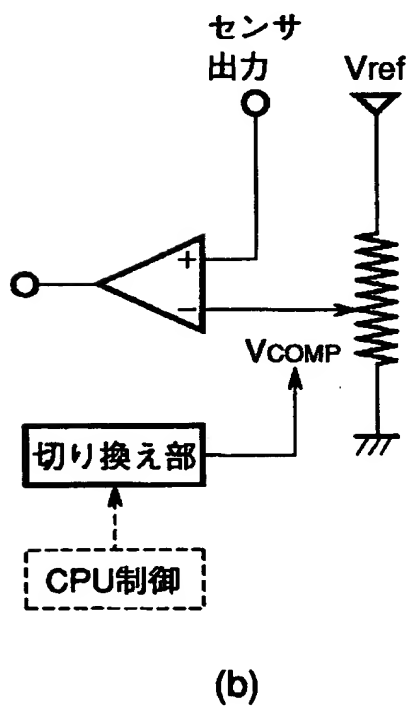 センサ
出力
Vref
+
−
VCOMP
切り換え部
CPU制御
(b)